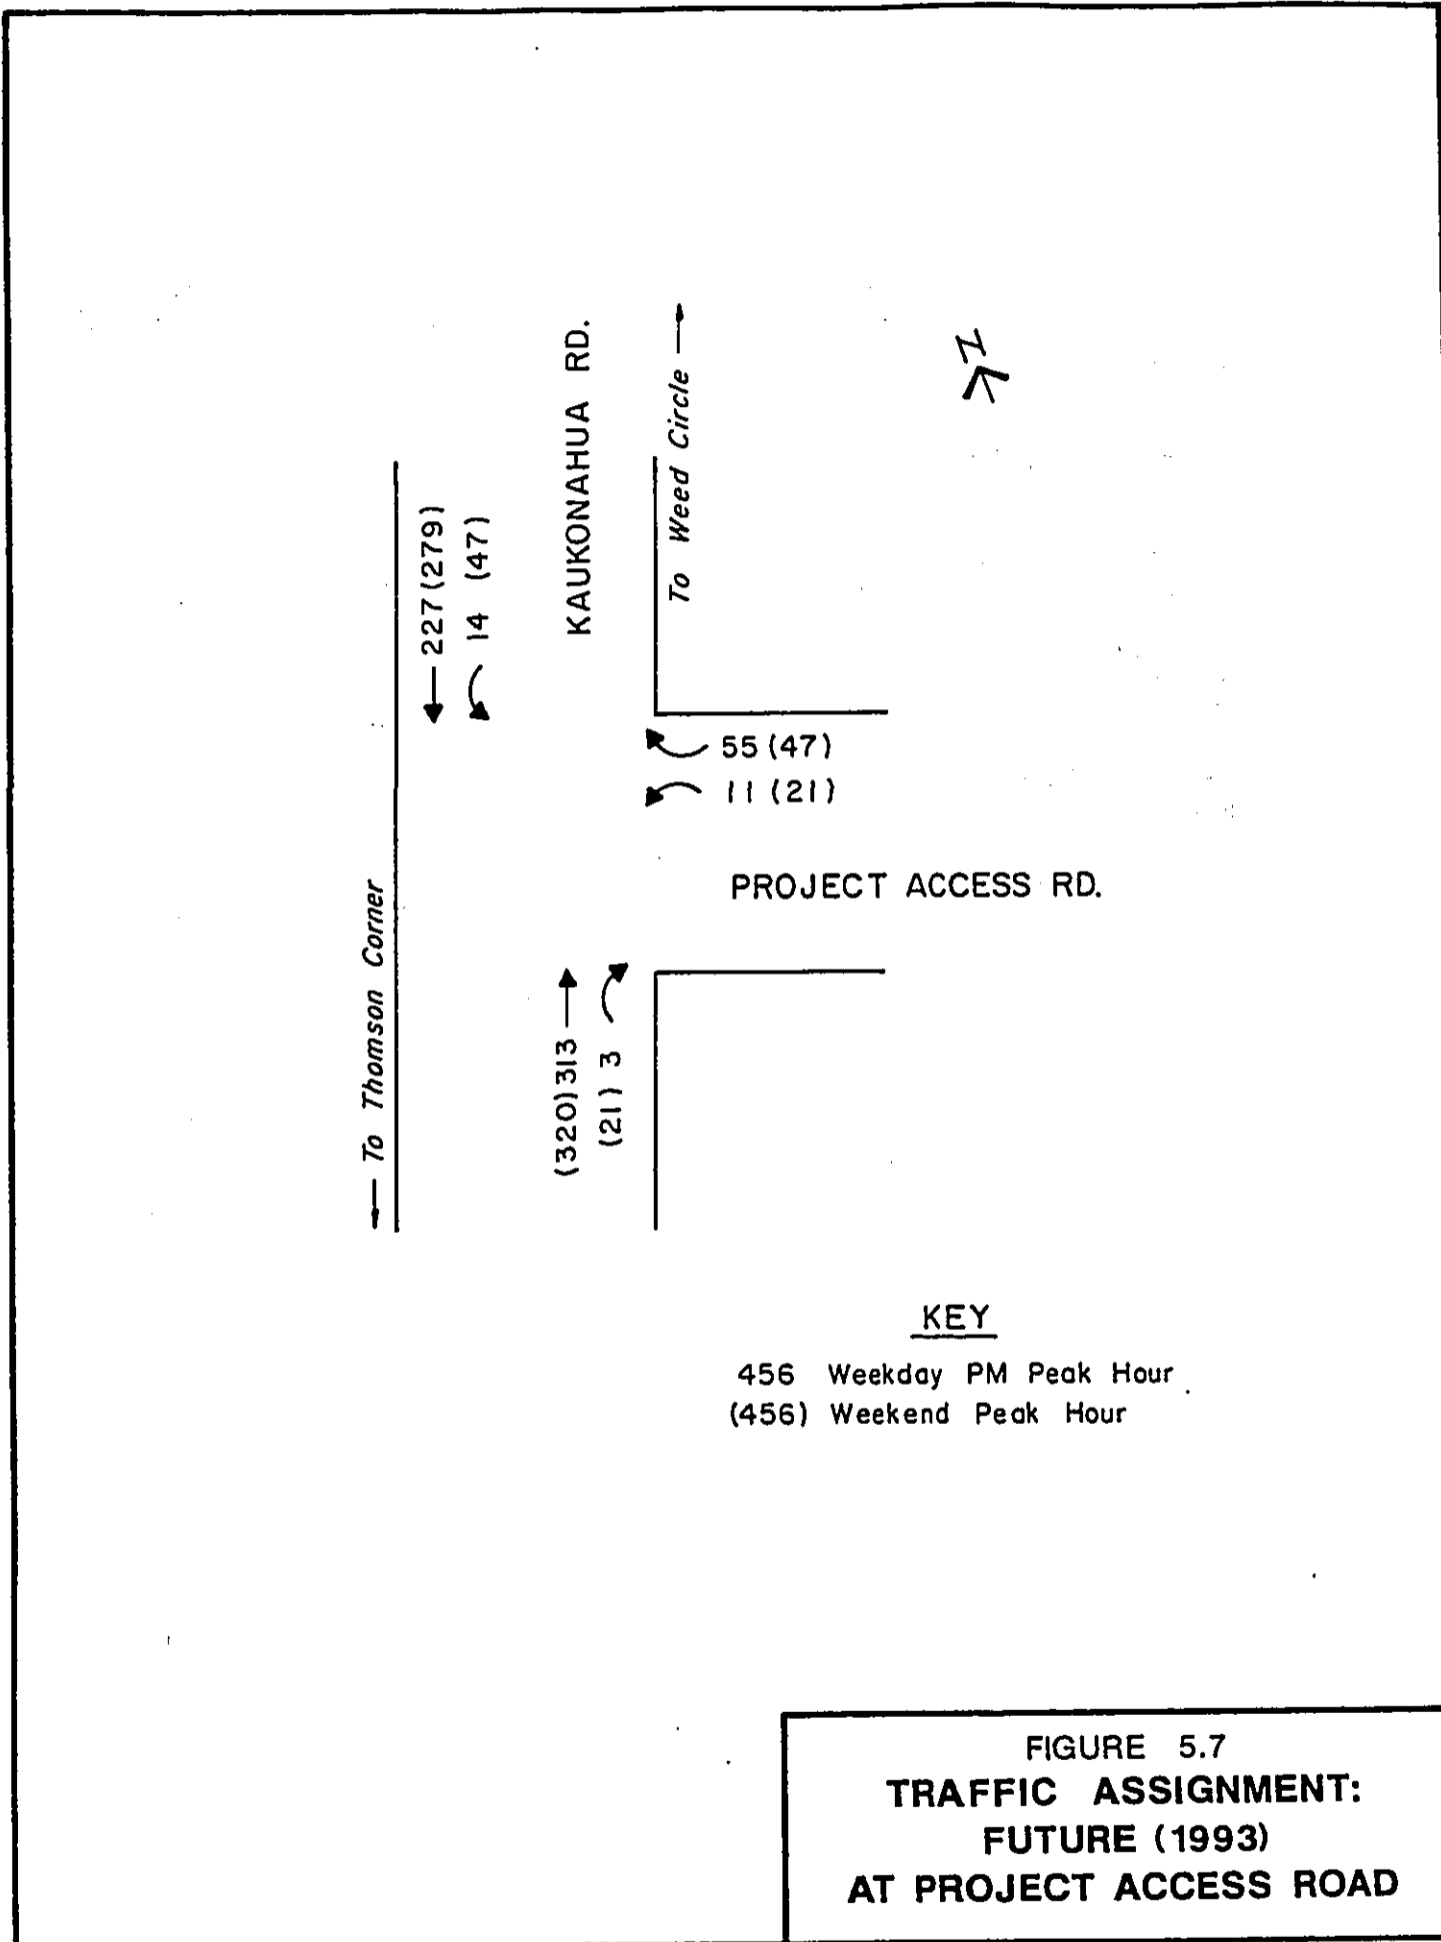 KAUKONAHUA RD.
To Weed Circle
227 (279)
14 (47)
55 (47)
11 (21)
PROJECT ACCESS RD.
To Thomson Corner
(320) 313
(21) 3
N
KEY
456 Weekday PM Peak Hour
(456) Weekend Peak Hour
FIGURE 5.7
TRAFFIC ASSIGNMENT:
FUTURE (1993)
AT PROJECT ACCESS ROAD